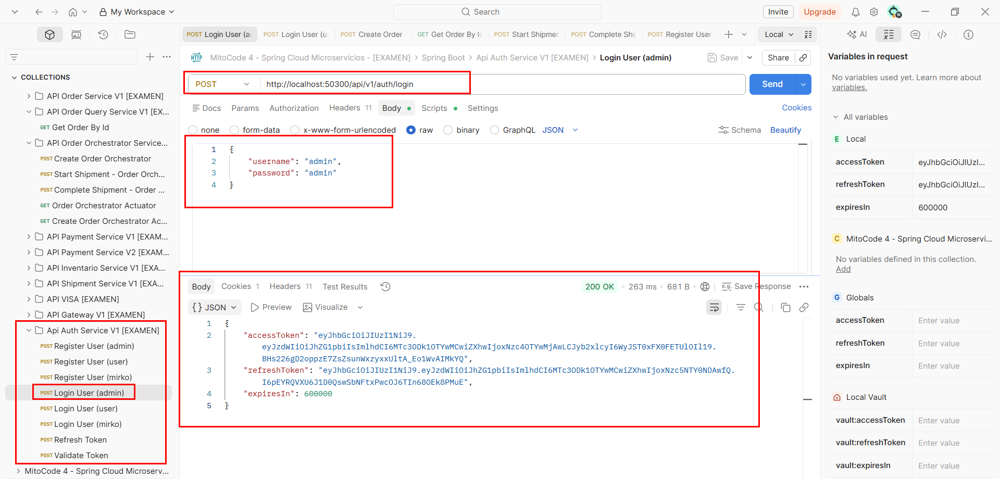 My Workspace
Search
Invite
Upgrade
POST Login User (ac
POST Login User (us
POST Create Order
GET Get Order By Ic
POST Start Shipmer
POST Complete Shi
POST Register User
Local
AI
MitoCode 4 - Spring Cloud Microservicios - [EXAMEN] > Spring Boot > Api Auth Service V1 [EXAMEN] > Login User (admin)
Save
Share
COLLECTIONS
API Order Service V1 [EXAMEN]
API Order Query Service V1 [EX...
GET Get Order By Id
API Order Orchestrator Service...
POST Create Order Orchestrator
POST Start Shipment - Order Orch...
POST Complete Shipment - Order ...
GET Order Orchestrator Actuator
GET Create Order Orchestrator Ac...
API Payment Service V1 [EXAM...
API Payment Service V2 [EXAM...
API Inventario Service V1 [EXA...
API Shipment Service V1 [EXA...
API VISA [EXAMEN]
API Gateway V1 [EXAMEN]
Api Auth Service V1 [EXAMEN]
POST Register User (admin)
POST Register User (user)
POST Register User (mirko)
POST Login User (admin)
POST Login User (user)
POST Login User (mirko)
POST Refresh Token
POST Validate Token
MitoCode 4 - Spring Cloud Microserv...
POST
http://localhost:50300/api/v1/auth/login
Send
Docs
Params
Authorization
Headers 11
Body
Scripts
Settings
Cookies
none
form-data
x-www-form-urlencoded
raw
binary
GraphQL
JSON
Schema
Beautify
1 {
2 "username": "admin",
3 "password": "admin"
4 }
Body
Cookies 1
Headers 11
Test Results
200 OK
263 ms
681 B
e.g. Save Response
{} JSON
Preview
Visualize
1 {
2 "accessToken": "eyJhbGciOiJIUzI1NiJ9.
eyJzdWIiOiJhZG1pbiIsImlhdCI6MTc3ODk1OTYwMCwiZXhwIjoxNzc4OTYwMjAwLCJyb2xlcyI6WyJST0xFX0FETUlOIl19.
BHs226gD2oppzE7ZsZsunWxzyxxUltA_Eo1WvAIMkYQ",
3 "refreshToken": "eyJhbGciOiJIUzI1NiJ9.eyJzdWIiOiJhZG1pbiIsImlhdCI6MTc3ODk1OTYwMCwiZXhwIjoxNzc5NTY0NDAwfQ.
I6pEYRQVXU6J1D0QswSbNFtxPwcOJ6TIn68OEk8PMuE",
4 "expiresIn": 600000
5 }
Variables in request
No variables used yet. Learn more about
variables.
All variables
E Local
accessToken eyJhbGciOiJIUzI...
refreshToken eyJhbGciOiJIUzI...
expiresIn 600000
C MitoCode 4 - Spring Cloud Microservi...
No variables defined in this collection.
Add
G Globals
accessToken Enter value
refreshToken Enter value
expiresIn Enter value
Local Vault
vault:accessToken Enter value
vault:refreshToken Enter value
vault:expiresIn Enter value